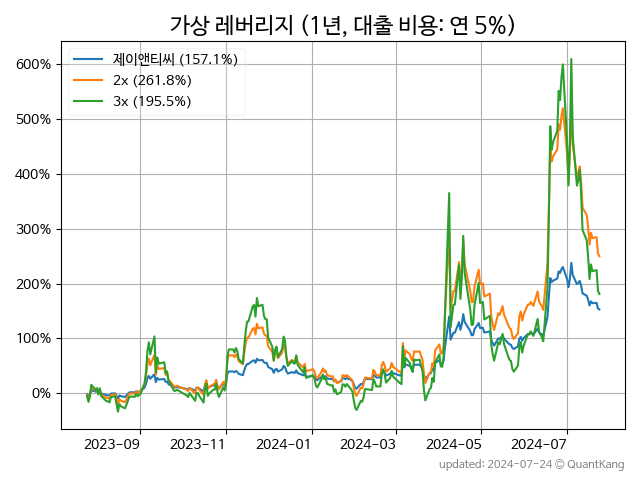 가상 레버리지 (1년, 대출 비용: 연 5%)
제이앤티씨 (157.1%)
2x (261.8%)
3x (195.5%)
600%
500%
400%
300%
200%
100%
0%
2023-09 2023-11 2024-01 2024-03 2024-05 2024-07
updated: 2024-07-24 @ QuantKang